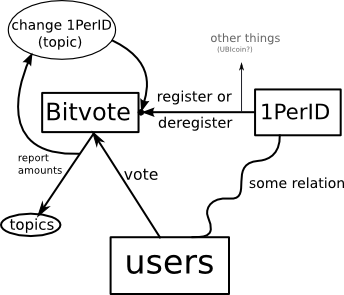 change 1PerID
(topic)
other things
(UBIcoin?)
register or
Bitvote
1PerID
deregister
report
amounts
vote
some relation
topics
users